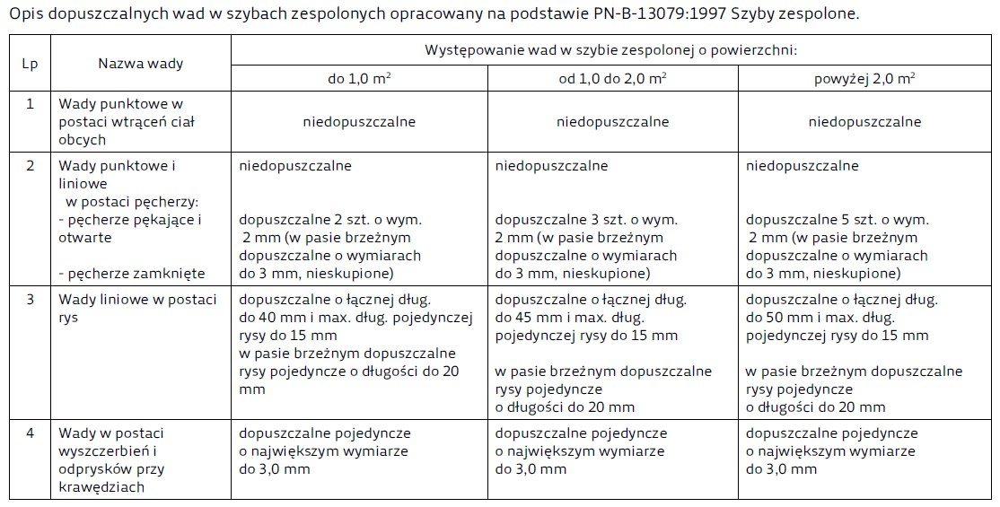 Opis dopuszczalnych wad w szybach zespolonych opracowany na podstawie PN-B-13079:1997 Szyby zespolone.
Lp
Nazwa wady
Występowanie wad w szybie zespolonej o powierzchni:
do 1,0 m²
od 1,0 do 2,0 m²
powyżej 2,0 m²
1
Wady punktowe w
postaci wtrąceń ciał
obcych
niedopuszczalne
niedopuszczalne
niedopuszczalne
2
Wady punktowe i
liniowe
w postaci pęcherzy:
- pęcherze pękające i
otwarte
- pęcherze zamknięte
niedopuszczalne
dopuszczalne 2 szt. o wym.
2 mm (w pasie brzeżnym
dopuszczalne o wymiarach
do 3 mm, nieskupione)
niedopuszczalne
dopuszczalne 3 szt. o wym.
2 mm (w pasie brzeżnym
dopuszczalne o wymiarach
do 3 mm, nieskupione)
niedopuszczalne
dopuszczalne 5 szt. o wym.
2 mm (w pasie brzeżnym
dopuszczalne o wymiarach
do 3 mm, nieskupione)
3
Wady liniowe w postaci
rys
dopuszczalne o łącznej dług.
do 40 mm i max. dług. pojedynczej
rysy do 15 mm
w pasie brzeżnym dopuszczalne
rysy pojedyncze o długości do 20
mm
dopuszczalne o łącznej dług.
do 45 mm i max. dług.
pojedynczej rysy do 15 mm
w pasie brzeżnym dopuszczalne
rysy pojedyncze
o długości do 20 mm
dopuszczalne o łącznej dług.
do 50 mm i max. dług.
pojedynczej rysy do 15 mm
w pasie brzeżnym dopuszczalne
rysy pojedyncze
o długości do 20 mm
4
Wady w postaci
wyszczerbień i
odprysków przy
krawędziach
dopuszczalne pojedyncze
o największym wymiarze
do 3,0 mm
dopuszczalne pojedyncze
o największym wymiarze
do 3,0 mm
dopuszczalne pojedyncze
o największym wymiarze
do 3,0 mm